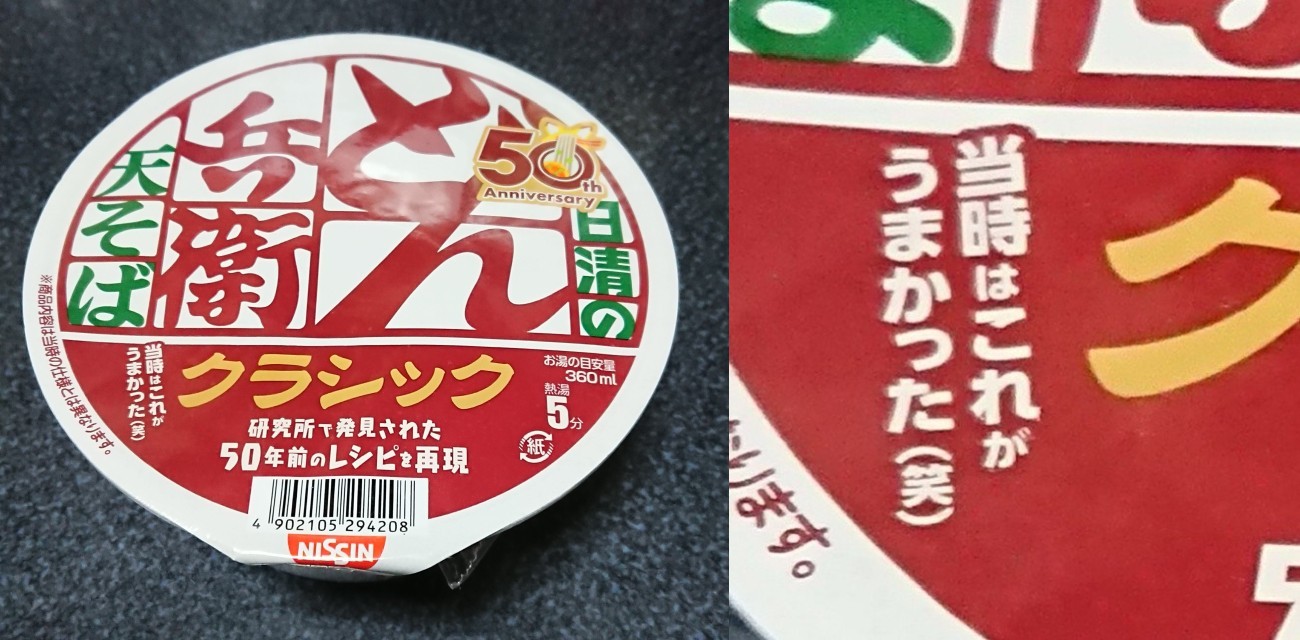 日清の
どん
兵衛
天そば
50th
Anniversary
クラシック
当時はこれが
うまかった(笑)
お湯の目安量
360ml
熱湯
5分
紙
研究所で発見された
50年前のレシピを再現
※商品内容は当時の仕様とは異なります。
4 902105 294208
NISSIN
当時はこれが
うまかった(笑)
ク
ります。